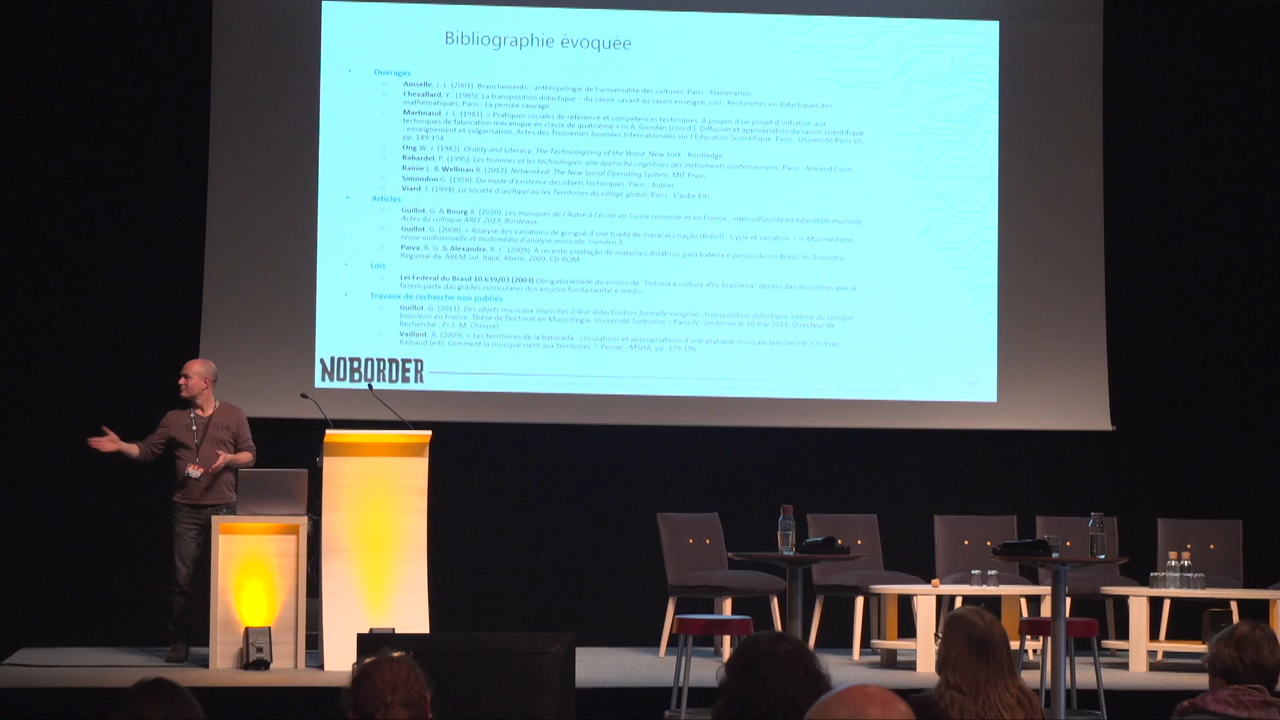 Bibliographie évoquée
Ouvrages
Amselle, J.-L. (2001). Branchements : anthropologie de l'universalité des cultures. Paris : Flammarion.
Chevallard, Y. (1985). La transposition didactique – du savoir savant au savoir enseigné, coll. Recherches en didactiques des
mathématiques, Paris : La pensée sauvage.
Martinand, J. L. (1981). « Pratiques sociales de référence et compétences techniques. A propos d'un projet d'initiation aux
techniques de fabrication mécanique en classe de quatrième » in A. Giordan (coord.). Diffusion et appropriation du savoir scientifique
: enseignement et vulgarisation. Actes des Troisièmes Journées Internationales sur l'Education Scientifique. Paris : Université Paris VII,
pp. 149-154.
Ong W. J. (1982). Orality and Literacy, The Technologizing of the Word. New York : Routledge.
Rabardel, P. (1995). Les hommes et les technologies, une approche cognitives des instruments contemporains. Paris : Armand Colin.
Rainie L. & Wellman B. (2012). Networked. The New Social Operating System. MIT Press.
Simondon G. (1958). Du mode d'existence des objets techniques. Paris : Aubier.
Viard, J. (1994). La Société d'archipel ou les Territoires du village global, Paris : L'aube Eds.
Articles
Guillot, G. & Bourg A. (2020). Les musiques de l'Autre à l'école en Suisse romande et en France : interculturalité en éducation musicale,
Actes du colloque AREF 2019, Bordeaux.
Guillot, G. (2008). « Analyse des variations de gonguê d'une toada de maracatu nação (Brésil) : Cycle et variation » in Musimédiane,
revue audiovisuelle et multimédia d'analyse musicale, numéro 3.
Paiva, R. G. & Alexandre, R. C. (2009). A recente produção de materiais didáticos para bateria e percussão no Brasil. In: Encontro
Regional da ABEM Sul, Itajaí, Abem, 2009. CD-ROM.
Lois
Lei Federal do Brasil 10.639/03 (2003) Obrigatoriedade do ensino de "história e cultura afro-brasileira" dentro das disciplinas que já
fazem parte das grades curriculares dos ensinos fundamental e médio.
Travaux de recherche non publiés
Guillot, G. (2011). Des objets musicaux implicites à leur didactisation formelle exogène : transposition didactique interne du suingue
brasileiro en France. Thèse de Doctorat en Musicologie. Université Sorbonne – Paris IV. Soutenue le 10 mai 2011. Directeur de
Recherche : Pr J.-M. Chouvel.
Vaillant, A. (2009). « Les territoires de la batucada : circulations et appropriations d'une pratique musicale brésilienne » in Yves
Raibaud (ed), Comment la musique vient aux territoires ?, Pessac : MSHA, pp. 179-196.
NOBORDER